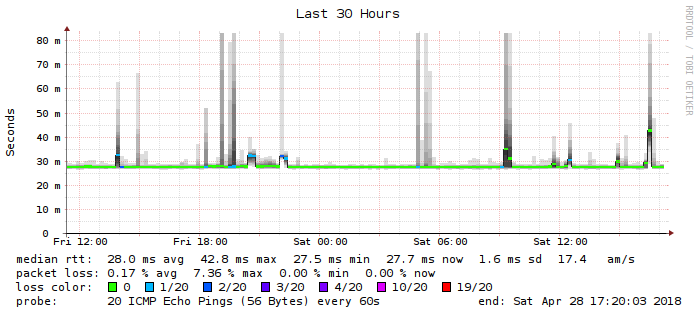 Last 30 Hours
RRDTOOL / TOBI OETIKER
Seconds
80 m
70 m
60 m
50 m
40 m
30 m
20 m
10 m
0
Fri 12:00 Fri 18:00 Sat 00:00 Sat 06:00 Sat 12:00
median rtt: 28.0 ms avg 42.8 ms max 27.5 ms min 27.7 ms now 1.6 ms sd 17.4 am/s
packet loss: 0.17 % avg 7.36 % max 0.00 % min 0.00 % now
loss color: 0 1/20 2/20 3/20 4/20 10/20 19/20
probe: 20 ICMP Echo Pings (56 Bytes) every 60s end: Sat Apr 28 17:20:03 2018